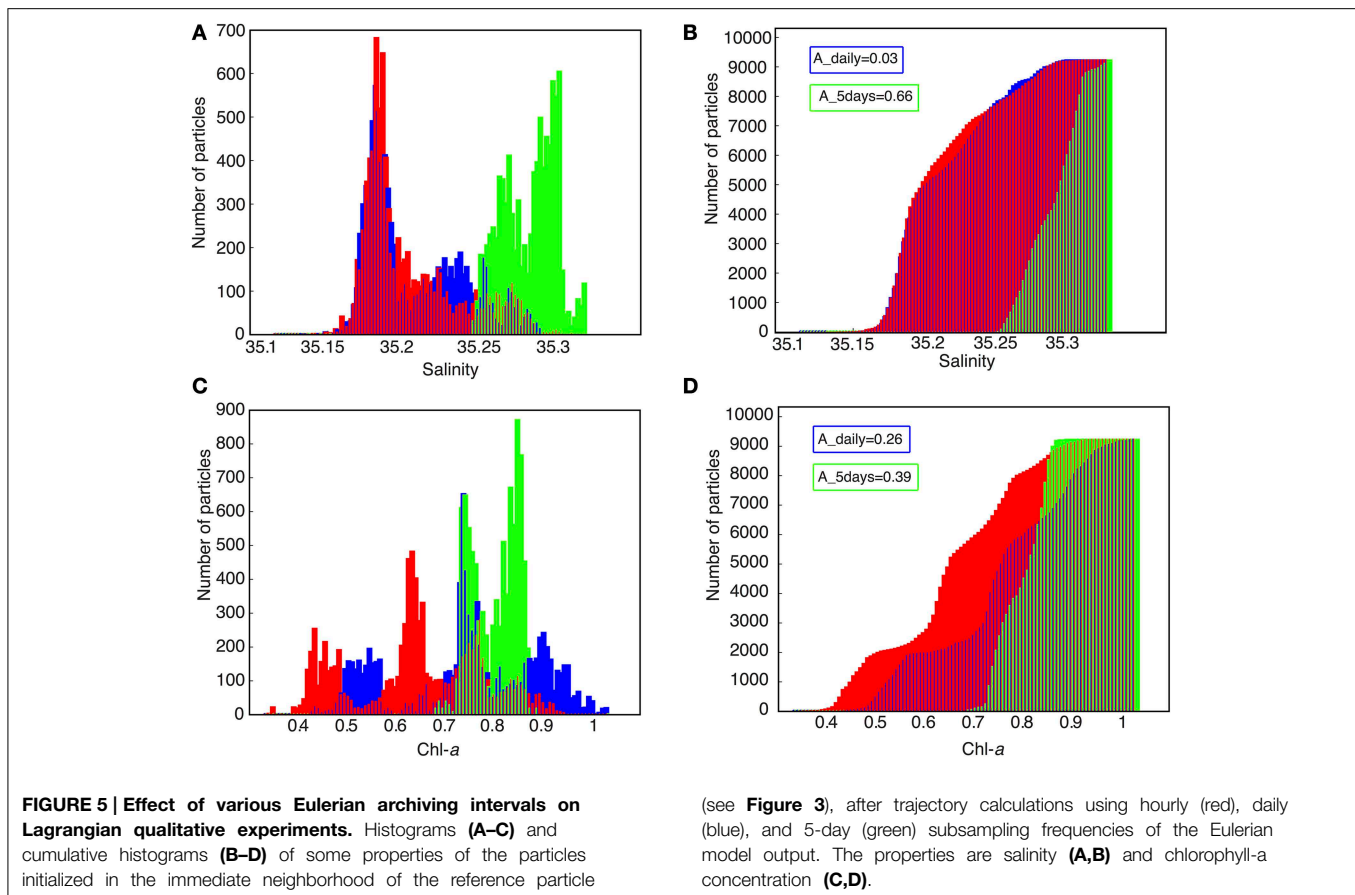 A
700
600
500
400
300
200
100
0
Number of particles
35.1 35.15 35.2 35.25 35.3
Salinity
B
10000
9000
8000
7000
6000
5000
4000
3000
2000
1000
0
Number of particles
A_daily=0.03
A_5days=0.66
35.1 35.15 35.2 35.25 35.3
Salinity
C
900
800
700
600
500
400
300
200
100
0
Number of particles
0.4 0.5 0.6 0.7 0.8 0.9 1
Chl-a
D
10000
9000
8000
7000
6000
5000
4000
3000
2000
1000
0
Number of particles
A_daily=0.26
A_5days=0.39
0.4 0.5 0.6 0.7 0.8 0.9 1
Chl-a
FIGURE 5 | Effect of various Eulerian archiving intervals on
Lagrangian qualitative experiments. Histograms (A–C) and
cumulative histograms (B–D) of some properties of the particles
initialized in the immediate neighborhood of the reference particle
(see Figure 3), after trajectory calculations using hourly (red), daily
(blue), and 5-day (green) subsampling frequencies of the Eulerian
model output. The properties are salinity (A,B) and chlorophyll-a
concentration (C,D).